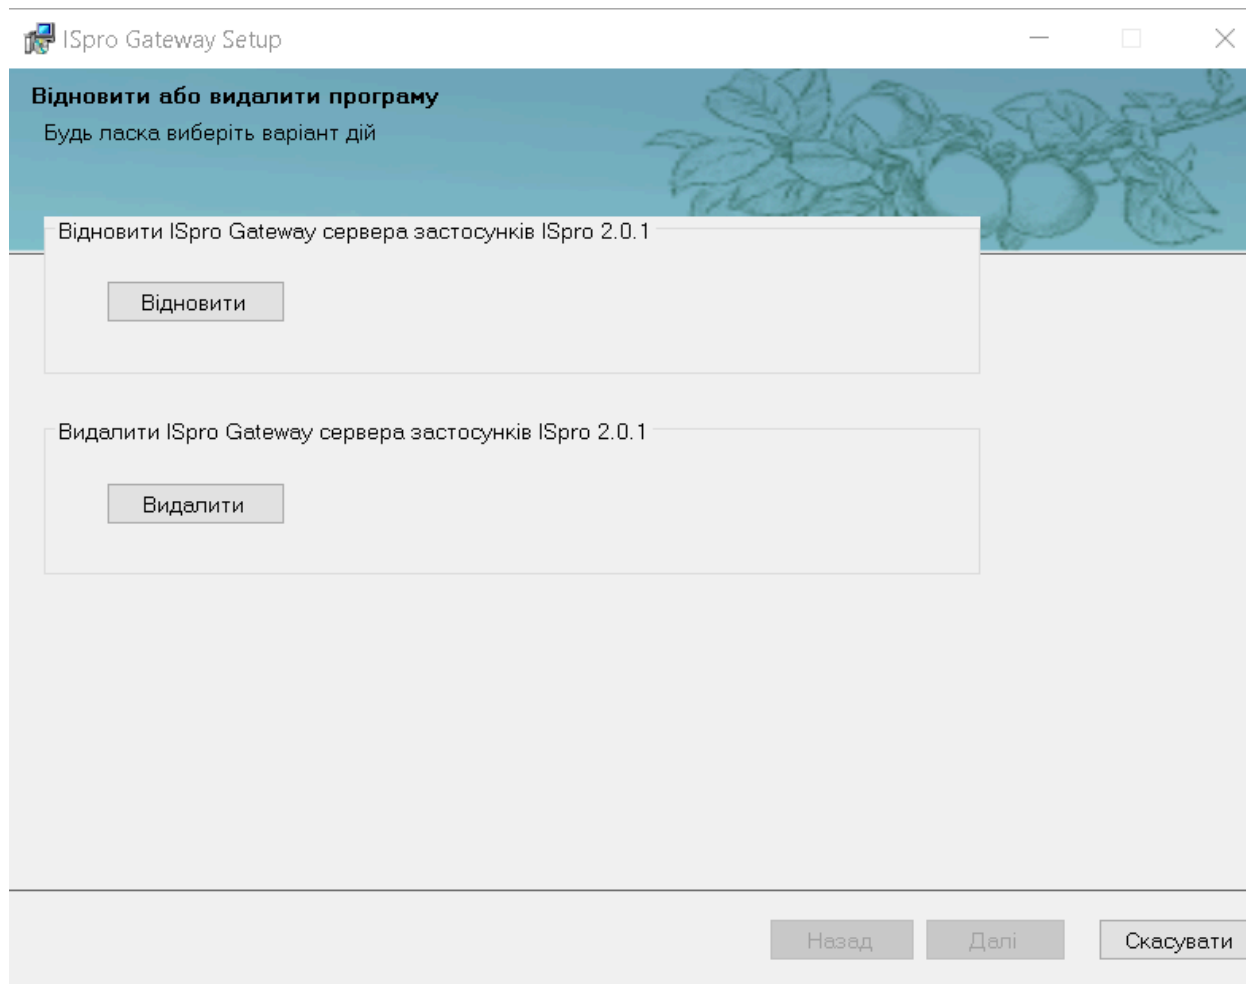 ISpro Gateway Setup
Відновити або видалити програму
Будь ласка виберіть варіант дій
Відновити ISpro Gateway сервера застосунків ISpro 2.0.1
Відновити
Видалити ISpro Gateway сервера застосунків ISpro 2.0.1
Видалити
Назад Далі Скасувати